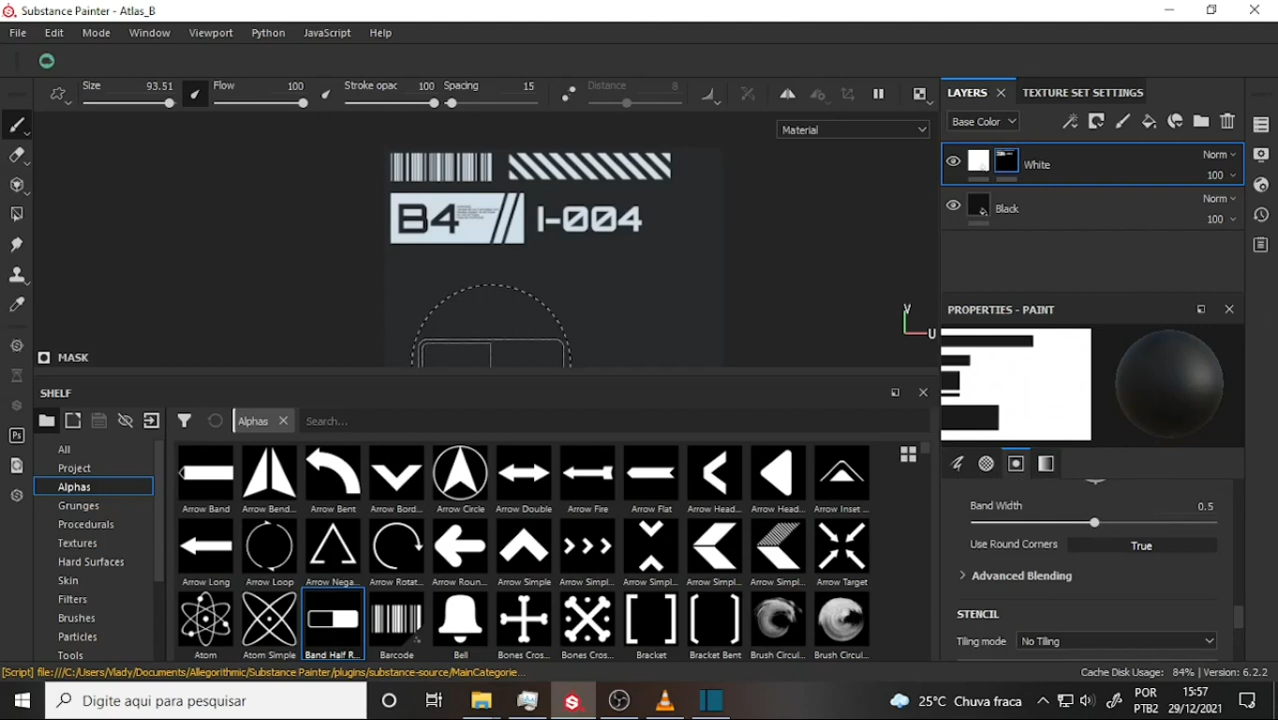 Substance Painter - Atlas_B
File Edit Mode Window Viewport Python JavaScript Help
Size 93.51 Flow 100 Stroke opac 100 Spacing 15 Distance 8
Material
LAYERS TEXTURE SET SETTINGS
Base Color
White Norm 100
Black Norm 100
B4 I-004
V
U
MASK
PROPERTIES - PAINT
SHELF
Ps
Alphas Search...
All
Project
Alphas
Grunges
Procedurals
Textures
Hard Surfaces
Skin
Filters
Brushes
Particles
Tools
Arrow Band Arrow Bend... Arrow Bent Arrow Bord... Arrow Circle Arrow Double Arrow Fire Arrow Flat Arrow Head... Arrow Head... Arrow Inset ...
Arrow Long Arrow Loop Arrow Nega... Arrow Rotat... Arrow Roun... Arrow Simple Arrow Simpl... Arrow Simpl... Arrow Simpl... Arrow Simpl... Arrow Target
Atom Atom Simple Band Half R... Barcode Bell Bones Cros... Bones Cros... Bracket Bracket Bent Brush Circul... Brush Circul...
Band Width 0.5
Use Round Corners True
Advanced Blending
STENCIL
Tiling mode No Tiling
[Script] file:///C:/Users/vlady/Documents/Allegorithmic/Substance Painter/plugins/substance-source/MainCategorie...
Cache Disk Usage: 84% | Version: 6.2.2
Digite aqui para pesquisar
25°C Chuva fraca
POR
PTB2
15:57
29/12/2021